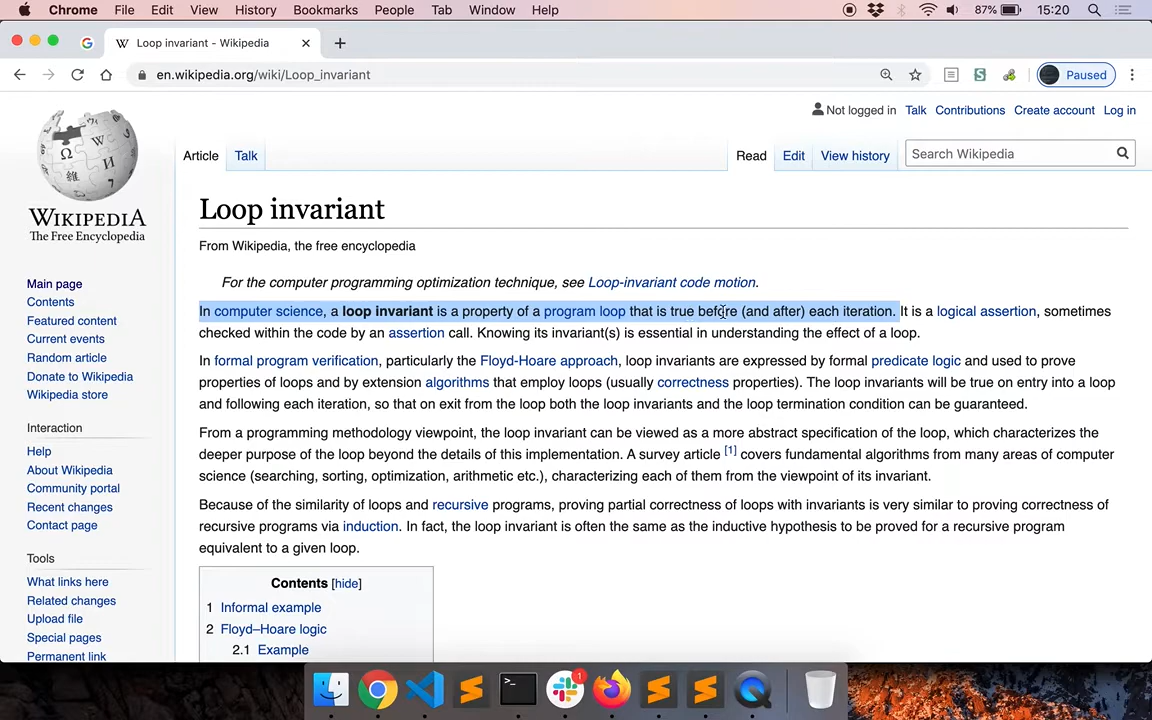 Chrome File Edit View History Bookmarks People Tab Window Help 87% 15:20
Loop invariant - Wikipedia
en.wikipedia.org/wiki/Loop_invariant Paused
Not logged in Talk Contributions Create account Log in
Article Talk Read Edit View history Search Wikipedia
WIKIPEDIA
The Free Encyclopedia
Main page
Contents
Featured content
Current events
Random article
Donate to Wikipedia
Wikipedia store
Interaction
Help
About Wikipedia
Community portal
Recent changes
Contact page
Tools
What links here
Related changes
Upload file
Special pages
Permanent link
Loop invariant
From Wikipedia, the free encyclopedia
For the computer programming optimization technique, see Loop-invariant code motion.
In computer science, a loop invariant is a property of a program loop that is true before (and after) each iteration. It is a logical assertion, sometimes
checked within the code by an assertion call. Knowing its invariant(s) is essential in understanding the effect of a loop.
In formal program verification, particularly the Floyd-Hoare approach, loop invariants are expressed by formal predicate logic and used to prove
properties of loops and by extension algorithms that employ loops (usually correctness properties). The loop invariants will be true on entry into a loop
and following each iteration, so that on exit from the loop both the loop invariants and the loop termination condition can be guaranteed.
From a programming methodology viewpoint, the loop invariant can be viewed as a more abstract specification of the loop, which characterizes the
deeper purpose of the loop beyond the details of this implementation. A survey article [1] covers fundamental algorithms from many areas of computer
science (searching, sorting, optimization, arithmetic etc.), characterizing each of them from the viewpoint of its invariant.
Because of the similarity of loops and recursive programs, proving partial correctness of loops with invariants is very similar to proving correctness of
recursive programs via induction. In fact, the loop invariant is often the same as the inductive hypothesis to be proved for a recursive program
equivalent to a given loop.
Contents [hide]
1 Informal example
2 Floyd–Hoare logic
2.1 Example
1